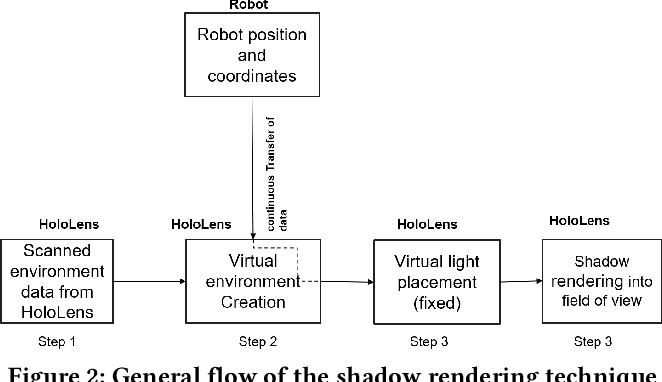 Robot
Robot position
and
coordinates
continuous Transfer of
data
HoloLens
Scanned
environment
data from
HoloLens
Step 1
HoloLens
Virtual
environment
Creation
Step 2
HoloLens
Virtual light
placement
(fixed)
Step 3
HoloLens
Shadow
rendering into
field of view
Step 3
Figure 2: General flow of the shadow rendering technique